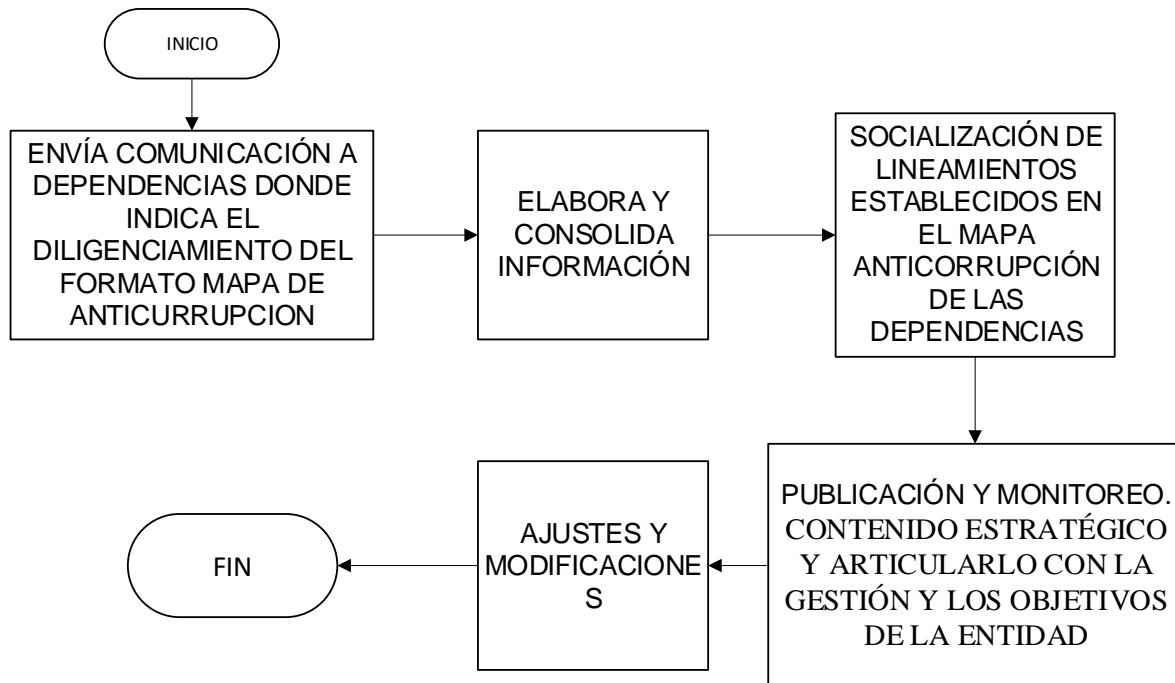 INICIO
ENVÍA COMUNICACIÓN A
DEPENDENCIAS DONDE
INDICA EL
DILIGENCIAMIENTO DEL
FORMATO MAPA DE
ANTICURRUPCION
ELABORA Y
CONSOLIDA
INFORMACIÓN
SOCIALIZACIÓN DE
LINEAMIENTOS
ESTABLECIDOS EN
EL MAPA
ANTICORRUPCIÓN
DE LAS
DEPENDENCIAS
PUBLICACIÓN Y MONITOREO.
CONTENIDO ESTRATÉGICO
Y ARTICULARLO CON LA
GESTIÓN Y LOS OBJETIVOS
DE LA ENTIDAD
AJUSTES Y
MODIFICACIONE
S
FIN